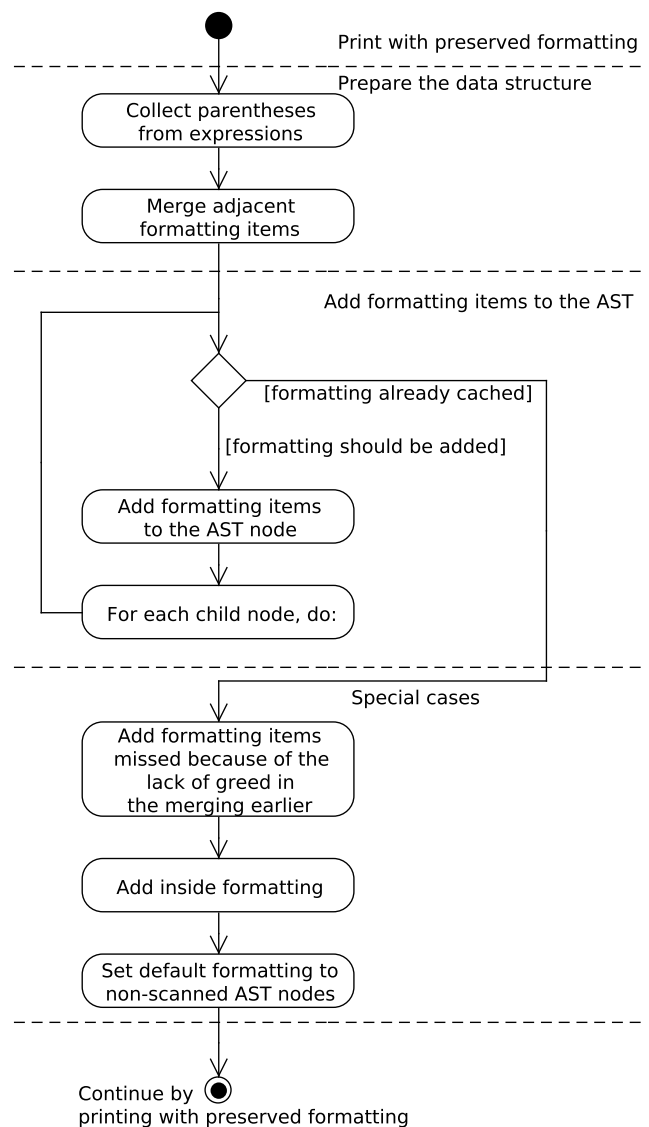 Print with preserved formatting
Prepare the data structure
Collect parentheses
from expressions
Merge adjacent
formatting items
Add formatting items to the AST
[formatting already cached]
[formatting should be added]
Add formatting items
to the AST node
For each child node, do:
Special cases
Add formatting items
missed because of the
lack of greed in
the merging earlier
Add inside formatting
Set default formatting to
non-scanned AST nodes
Continue by
printing with preserved formatting